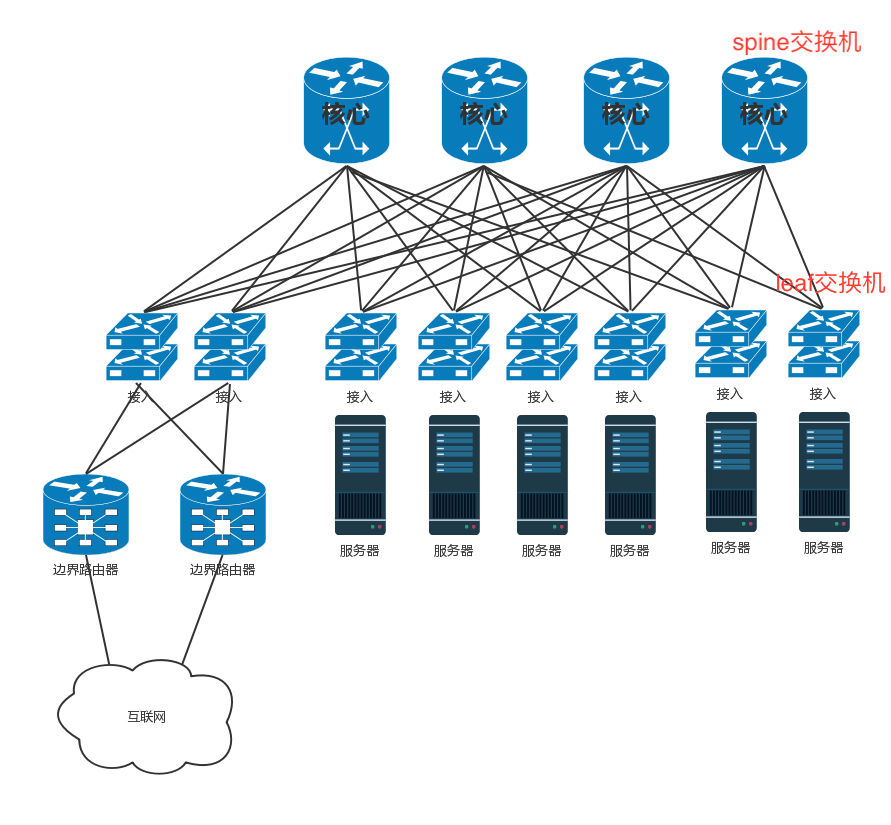 spine交换机
核心
核心
核心
核心
leaf交换机
接入
接入
接入
接入
接入
接入
接入
接入
服务器
服务器
服务器
服务器
服务器
服务器
边界路由器
边界路由器
互联网